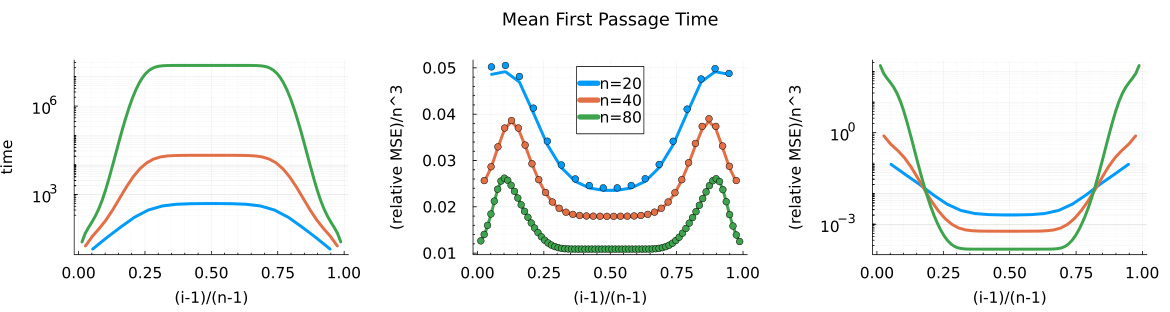 Mean First Passage Time
time
10^6
10^3
0.00 0.25 0.50 0.75 1.00
(i-1)/(n-1)
(relative MSE)/n^3
0.05
0.04
0.03
0.02
0.01
n=20
n=40
n=80
0.00 0.25 0.50 0.75 1.00
(i-1)/(n-1)
(relative MSE)/n^3
10^0
10^-3
0.00 0.25 0.50 0.75 1.00
(i-1)/(n-1)